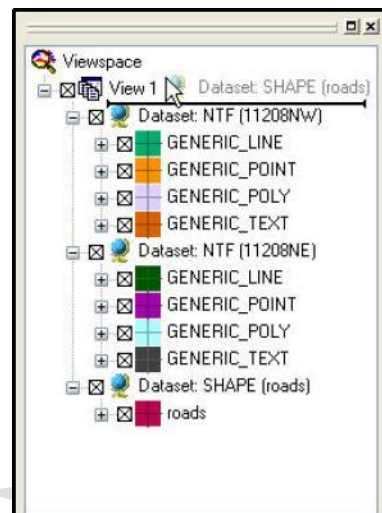 Viewspace
View 1 Dataset: SHAPE (roads)
Dataset: NTF (11208NW)
GENERIC_LINE
GENERIC_POINT
GENERIC_POLY
GENERIC_TEXT
Dataset: NTF (11208NE)
GENERIC_LINE
GENERIC_POINT
GENERIC_POLY
GENERIC_TEXT
Dataset: SHAPE (roads)
roads